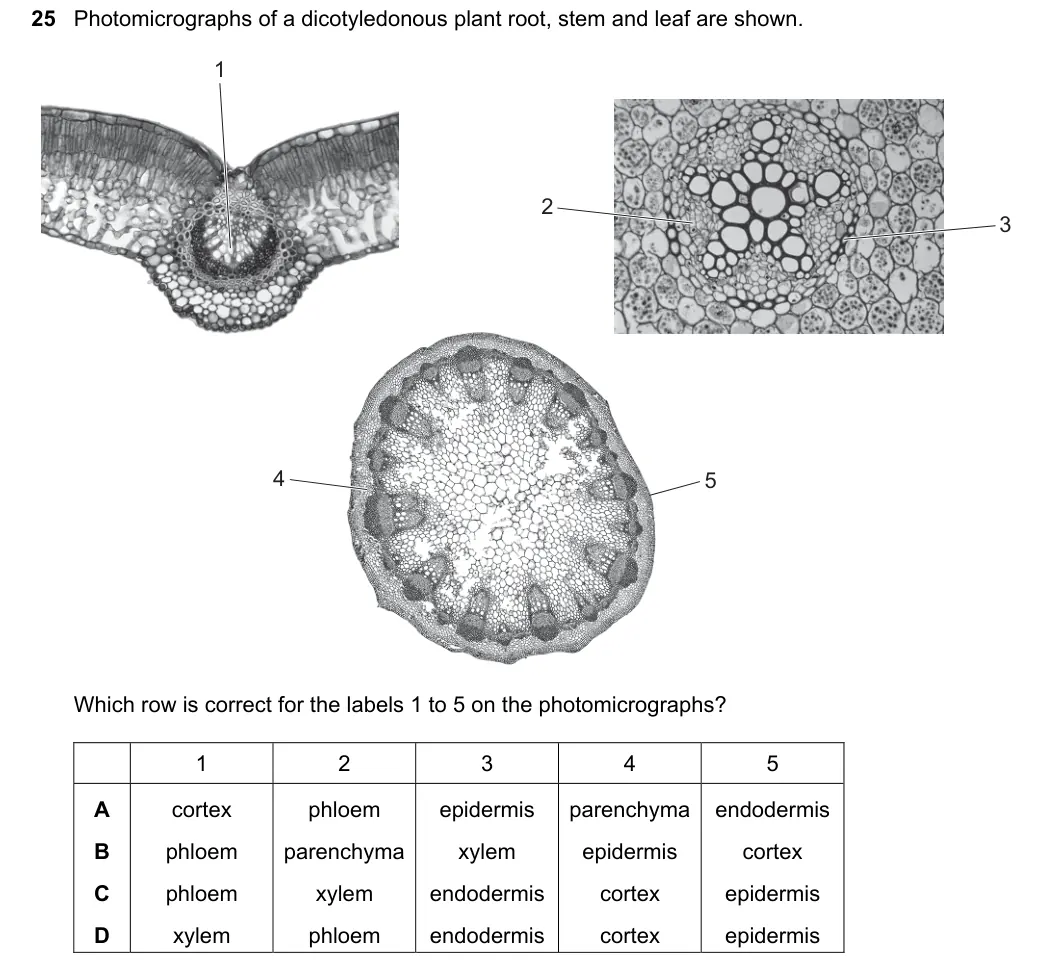 25 Photomicrographs of a dicotyledonous plant root, stem and leaf are shown.
1
2
3
4
5
Which row is correct for the labels 1 to 5 on the photomicrographs?
1 2 3 4 5
A cortex phloem epidermis parenchyma endodermis
B phloem parenchyma xylem epidermis cortex
C phloem xylem endodermis cortex epidermis
D xylem phloem endodermis cortex epidermis